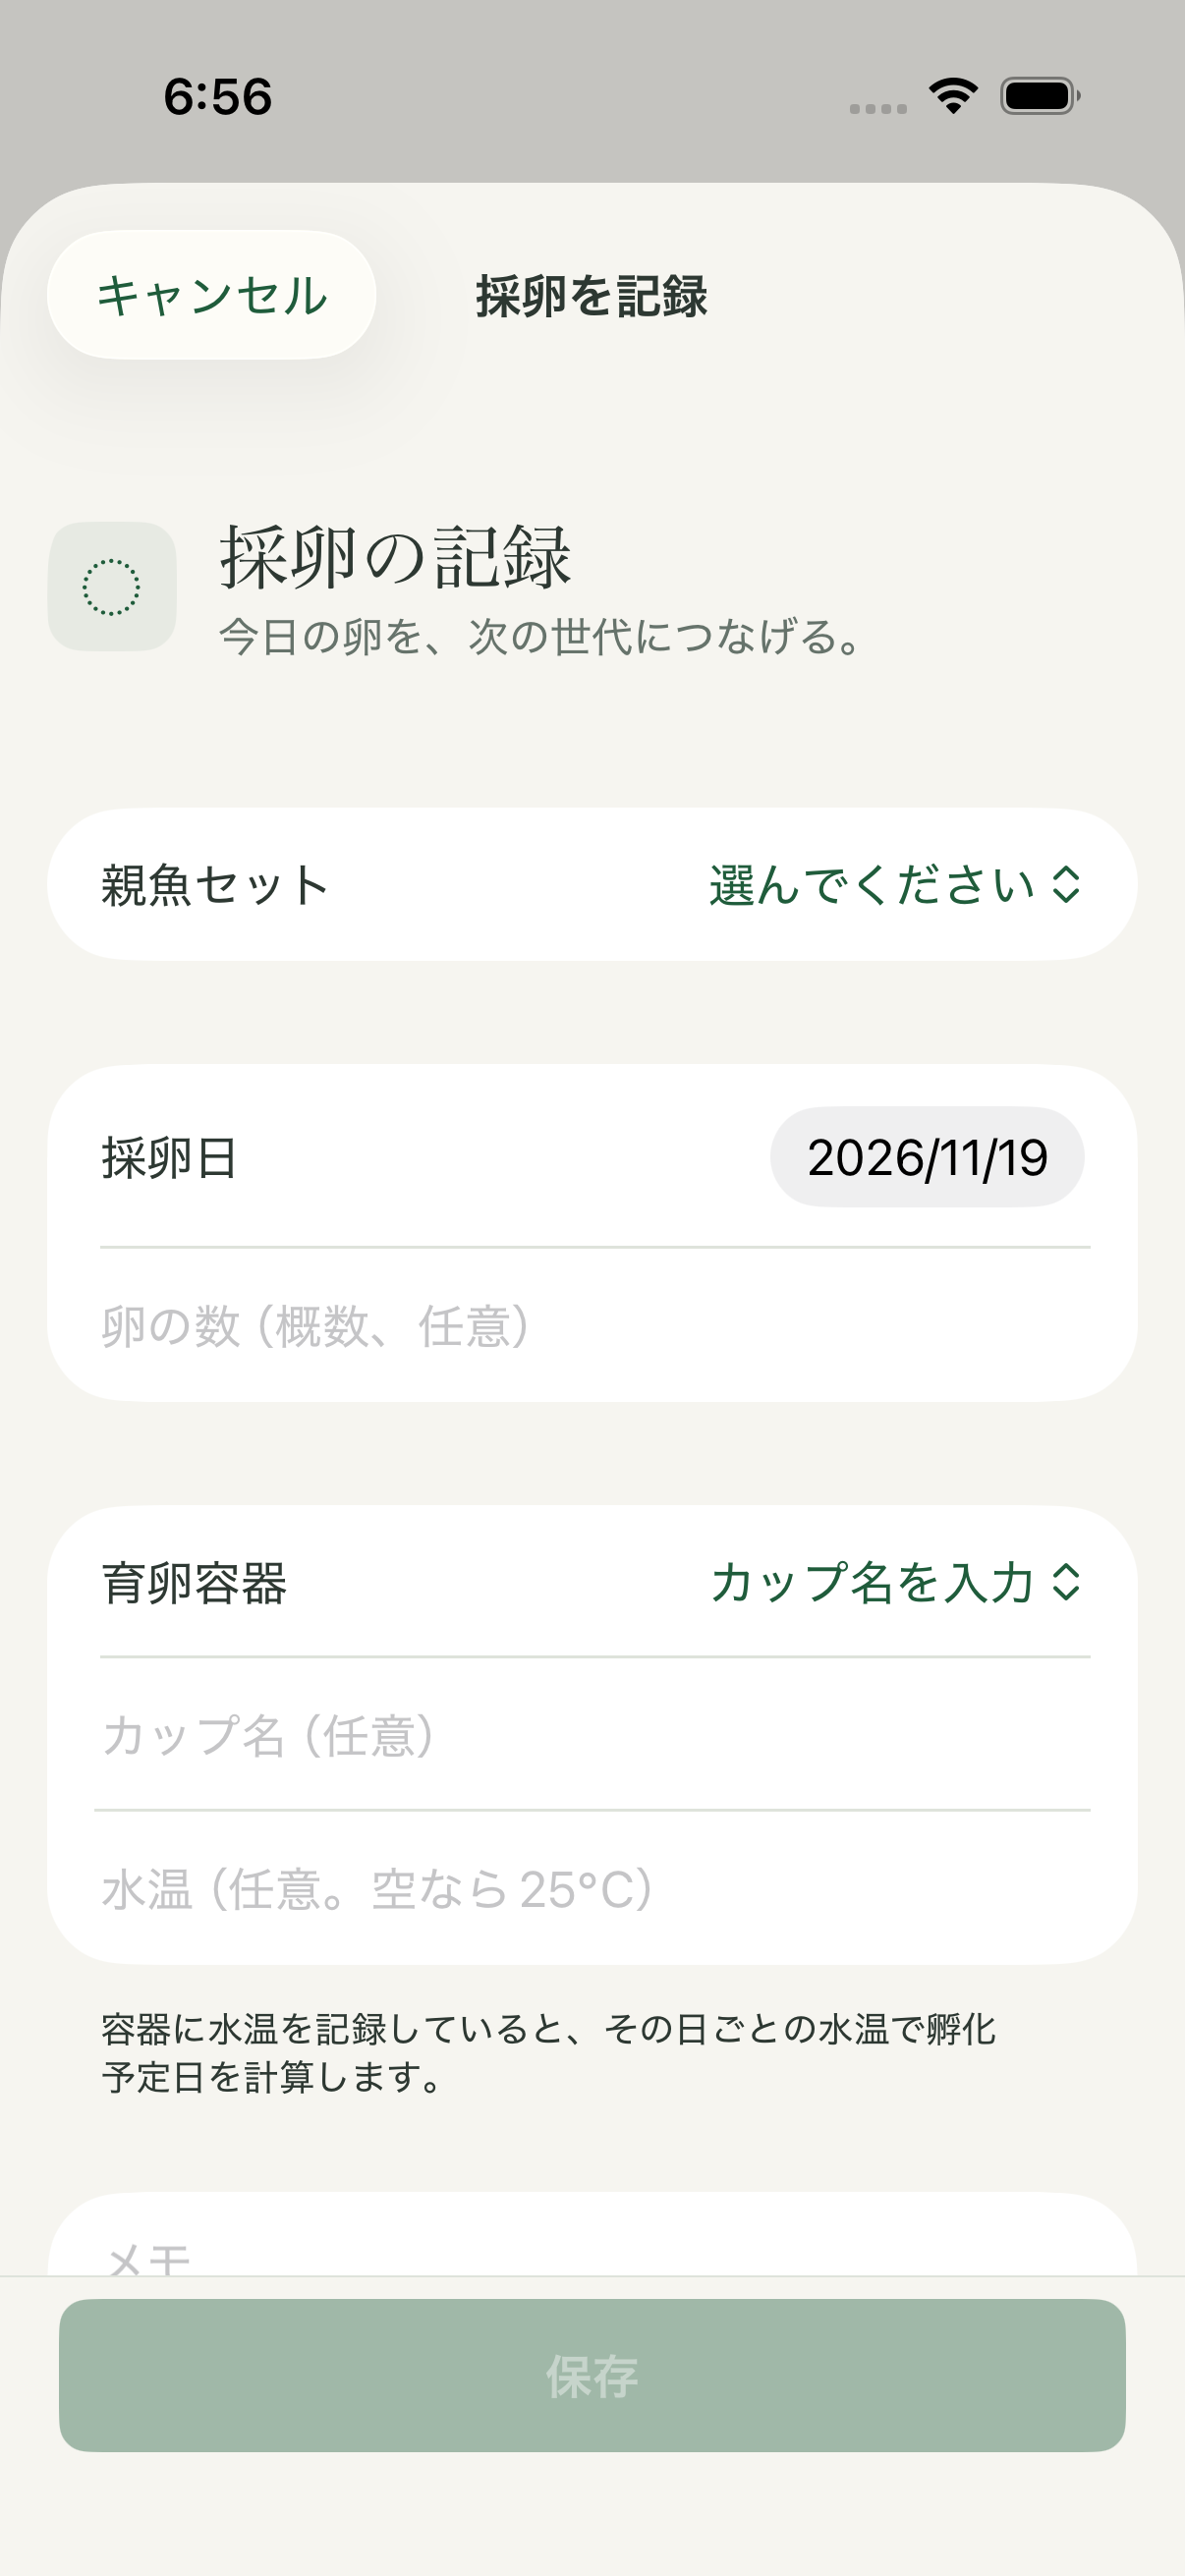 6:56
キャンセル
採卵を記録
採卵の記録
今日の卵を、次の世代につなげる。
親魚セット
選んでください
採卵日
2026/11/19
卵の数（概数、任意）
育卵容器
カップ名を入力
カップ名（任意）
水温（任意。空なら 25°C）
容器に水温を記録していると、その日ごとの水温で孵化
予定日を計算します。
メモ
保存